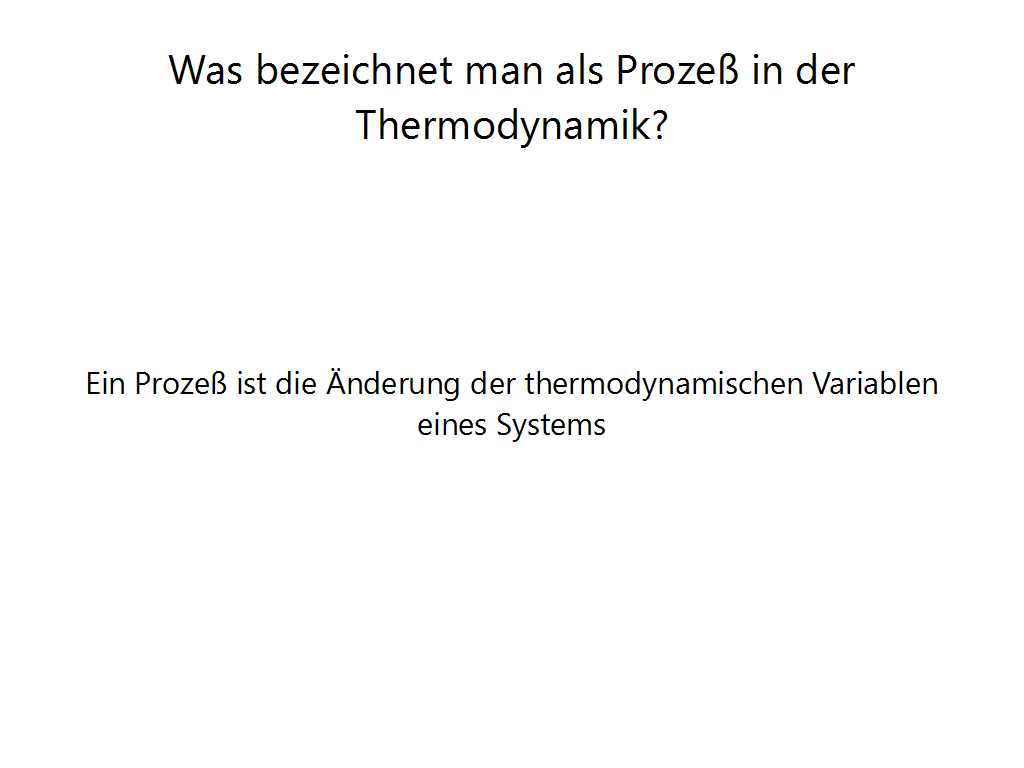 Was bezeichnet man als Prozeß in der
Thermodynamik?
Ein Prozeß ist die Änderung der thermodynamischen Variablen
eines Systems